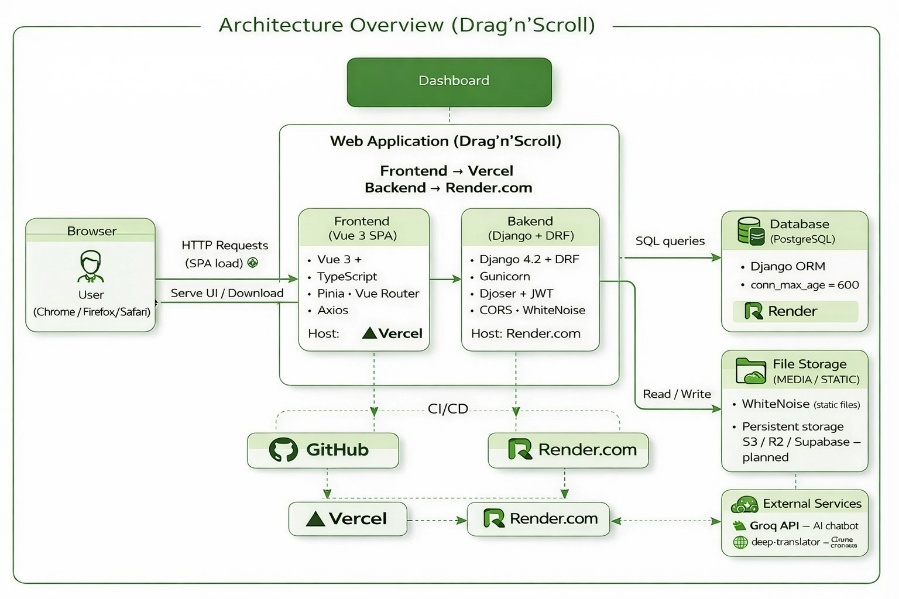 Architecture Overview (Drag'n'Scroll)
Dashboard
Web Application (Drag'n'Scroll)
Frontend → Vercel
Backend → Render.com
Browser
User
(Chrome / Firefox/Safari)
HTTP Requests
(SPA load)
Serve UI / Download
Frontend
(Vue 3 SPA)
• Vue 3 +
• TypeScript
• Pinia · Vue Router
• Axios
Host: Vercel
Bakend
(Django + DRF)
• Django 4.2 + DRF
• Gunicorn
• Djoser + JWT
• CORS · WhiteNoise
Host: Render.com
SQL queries
Database
(PostgreSQL)
• Django ORM
• conn_max_age = 600
Render
Read / Write
File Storage
(MEDIA / STATIC)
• WhiteNoise (static files)
• Persistent storage
S3 / R2 / Supabase –
planned
CI/CD
GitHub
Render.com
Vercel
Render.com
External Services
Groq API – AI chatbot
deep-translator –